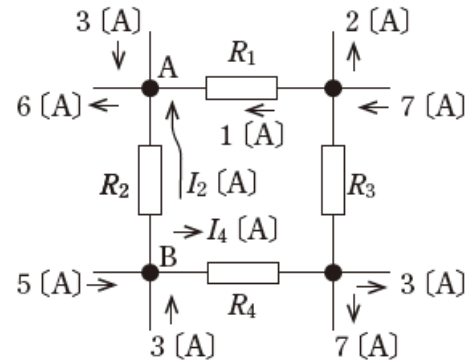 3〔A〕
2〔A〕
A
R₁
6〔A〕
7〔A〕
1〔A〕
R₂
I₂〔A〕
R₃
I₄〔A〕
B
5〔A〕
3〔A〕
R₄
3〔A〕
7〔A〕